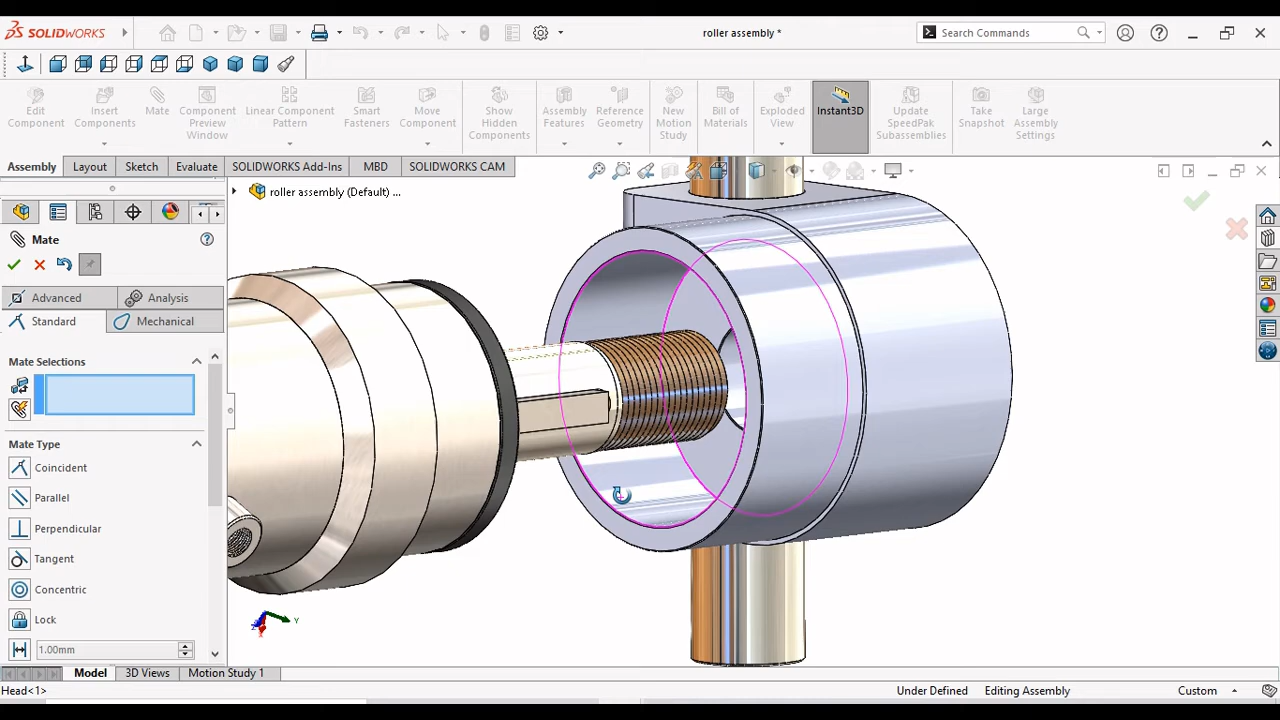 SOLIDWORKS
roller assembly *
Search Commands
Edit Component
Insert Components
Mate
Component Preview Window
Linear Component Pattern
Smart Fasteners
Move Component
Show Hidden Components
Assembly Features
Reference Geometry
New Motion Study
Bill of Materials
Exploded View
Instant3D
Update SpeedPak Subassemblies
Take Snapshot
Large Assembly Settings
Assembly
Layout
Sketch
Evaluate
SOLIDWORKS Add-Ins
MBD
SOLIDWORKS CAM
roller assembly (Default) ...
Mate
Advanced
Analysis
Standard
Mechanical
Mate Selections
Mate Type
Coincident
Parallel
Perpendicular
Tangent
Concentric
Lock
1.00mm
Y
Model
3D Views
Motion Study 1
Head<1>
Under Defined
Editing Assembly
Custom